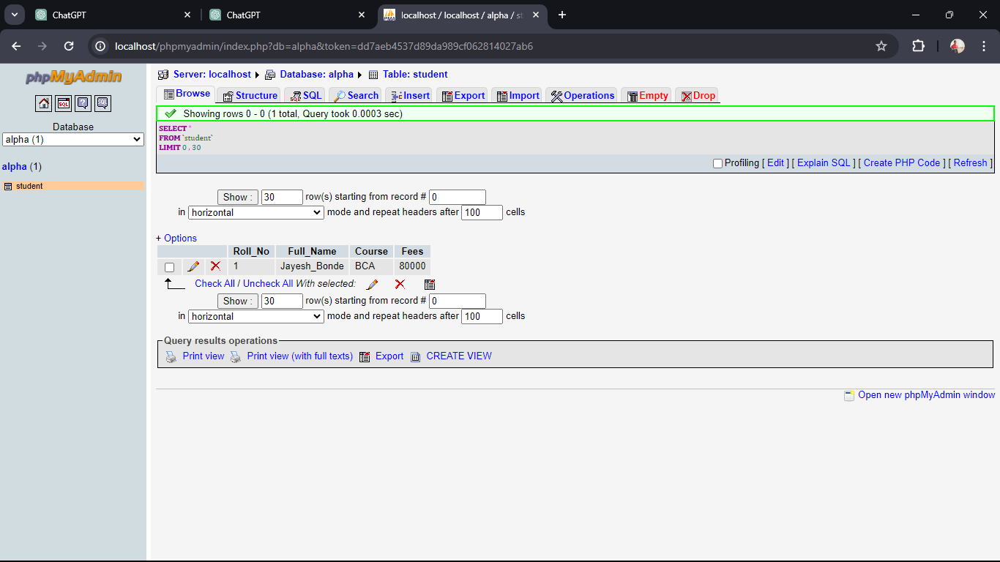 ChatGPT
ChatGPT
localhost / localhost / alpha / st
localhost/phpmyadmin/index.php?db=alpha&token=dd7aeb4537d89da989cf062814027ab6
phpMyAdmin
SQL
Database
alpha (1)
alpha (1)
student
Server: localhost Database: alpha Table: student
Browse Structure SQL Search Insert Export Import Operations Empty Drop
Showing rows 0 - 0 (1 total, Query took 0.0003 sec)
SELECT *
FROM `student`
LIMIT 0 , 30
Profiling [ Edit ] [ Explain SQL ] [ Create PHP Code ] [ Refresh ]
Show : 30 row(s) starting from record # 0
in horizontal mode and repeat headers after 100 cells
+ Options
Roll_No Full_Name Course Fees
1 Jayesh_Bonde BCA 80000
Check All / Uncheck All With selected:
Show : 30 row(s) starting from record # 0
in horizontal mode and repeat headers after 100 cells
Query results operations
Print view Print view (with full texts) Export CREATE VIEW
Open new phpMyAdmin window